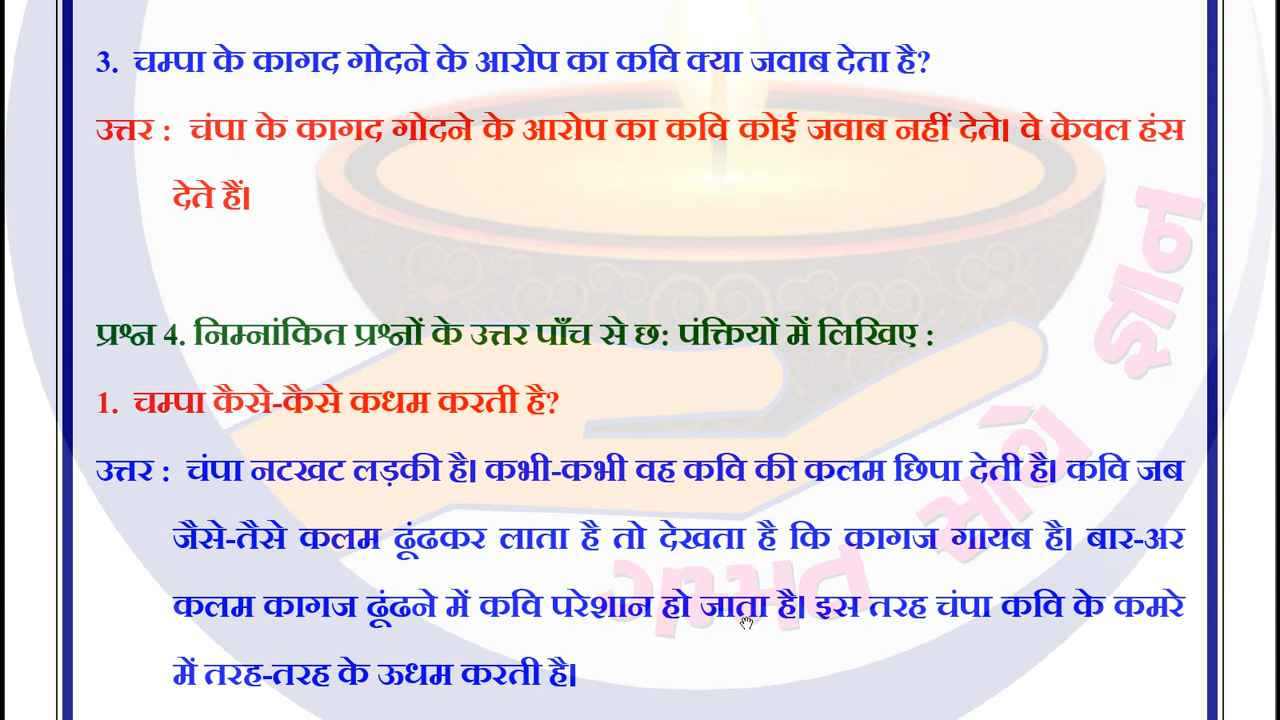 3. चम्पा के कागद गोदने के आरोप का कवि क्या जवाब देता है?
उत्तर : चंपा के कागद गोदने के आरोप का कवि कोई जवाब नहीं देते। वे केवल हंस
देते हैं।
प्रश्न 4. निम्नांकित प्रश्नों के उत्तर पाँच से छ: पंक्तियों में लिखिए :
1. चम्पा कैसे-कैसे कधम करती है?
उत्तर : चंपा नटखट लड़की है। कभी-कभी वह कवि की कलम छिपा देती है। कवि जब
जैसे-तैसे कलम ढूंढकर लाता है तो देखता है कि कागज गायब है। बार-अर
कलम कागज ढूंढने में कवि परेशान हो जाता है। इस तरह चंपा कवि के कमरे
में तरह-तरह के ऊधम करती है।
ज्ञान
સાથે